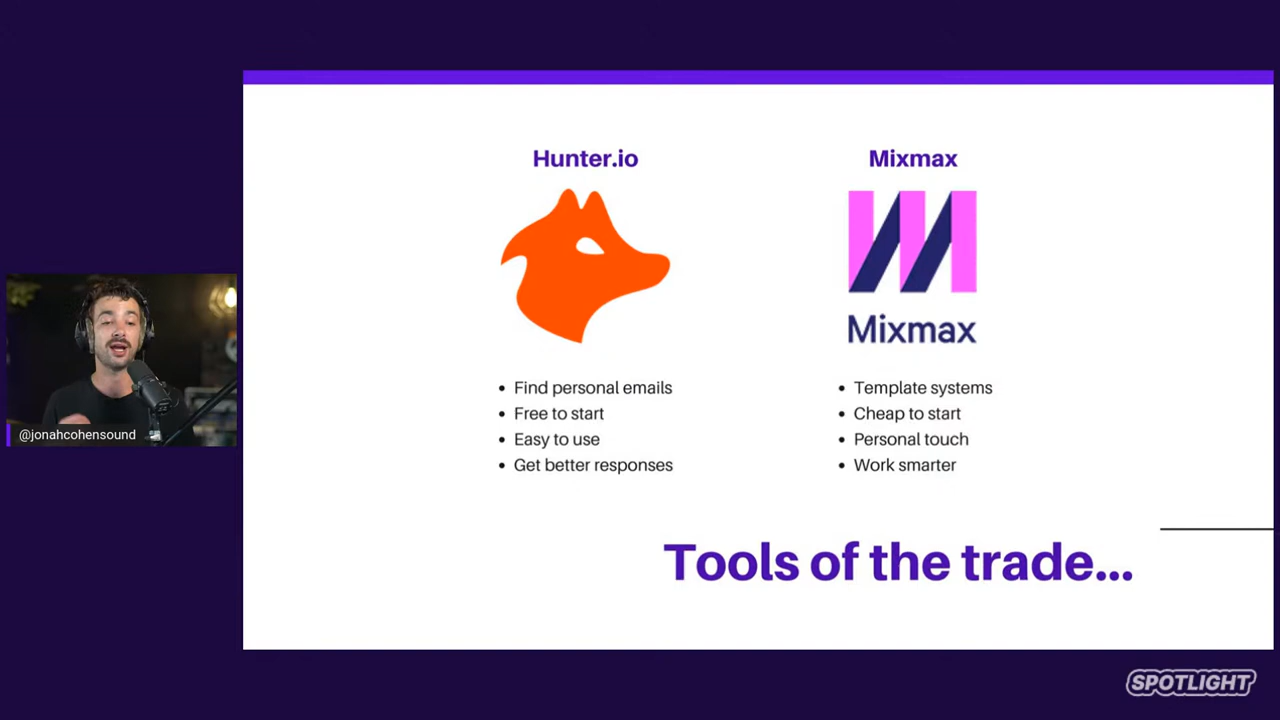 Hunter.io
Mixmax
Mixmax
• Find personal emails
• Free to start
• Easy to use
• Get better responses
• Template systems
• Cheap to start
• Personal touch
• Work smarter
@jonahcohensound
Tools of the trade...
SPOTLIGHT